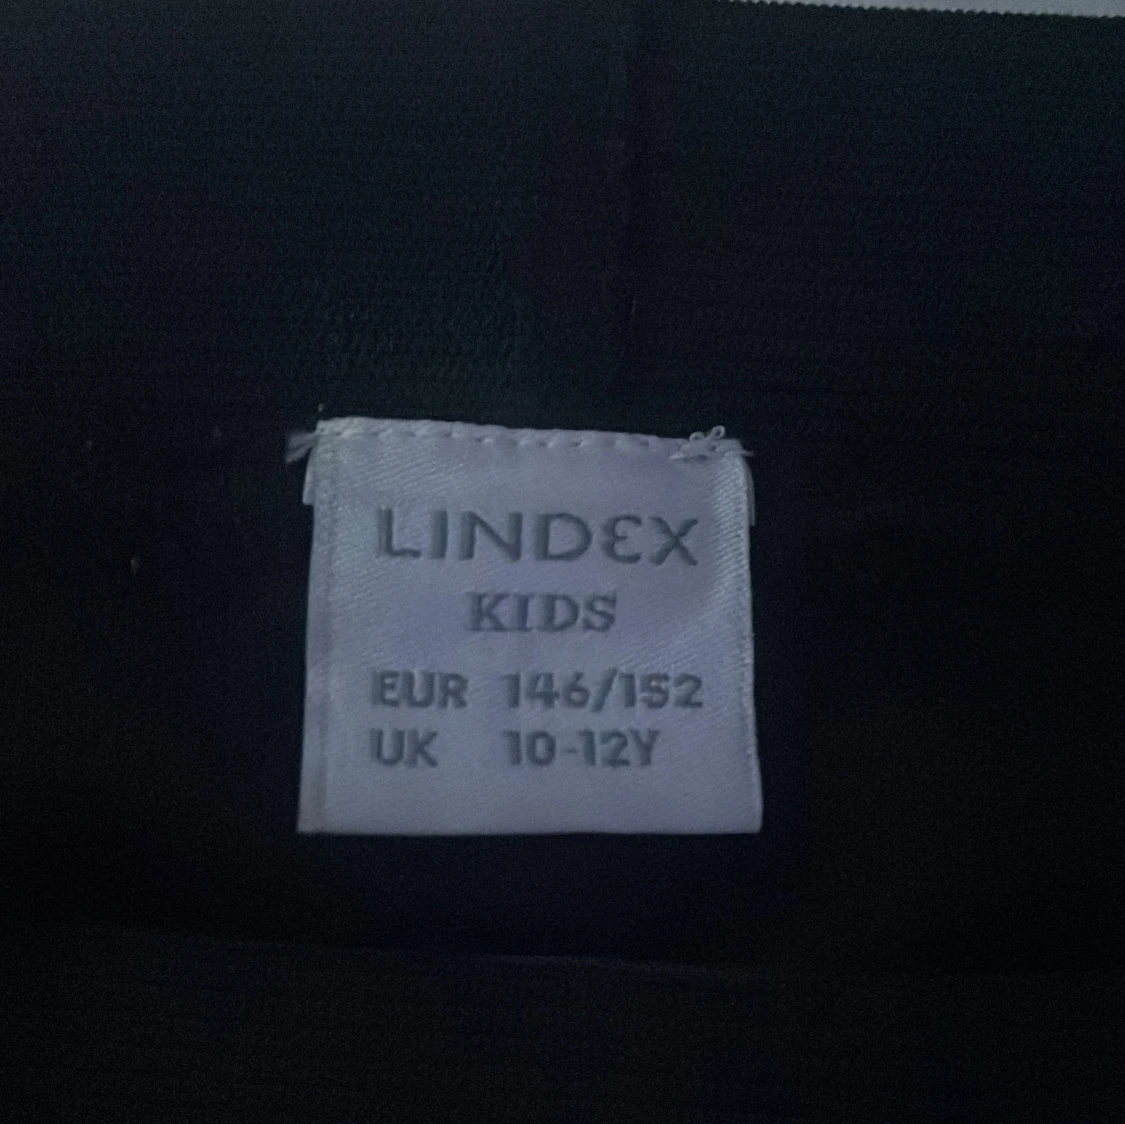 LINDEX
KIDS
EUR 146/152
UK 10-12Y